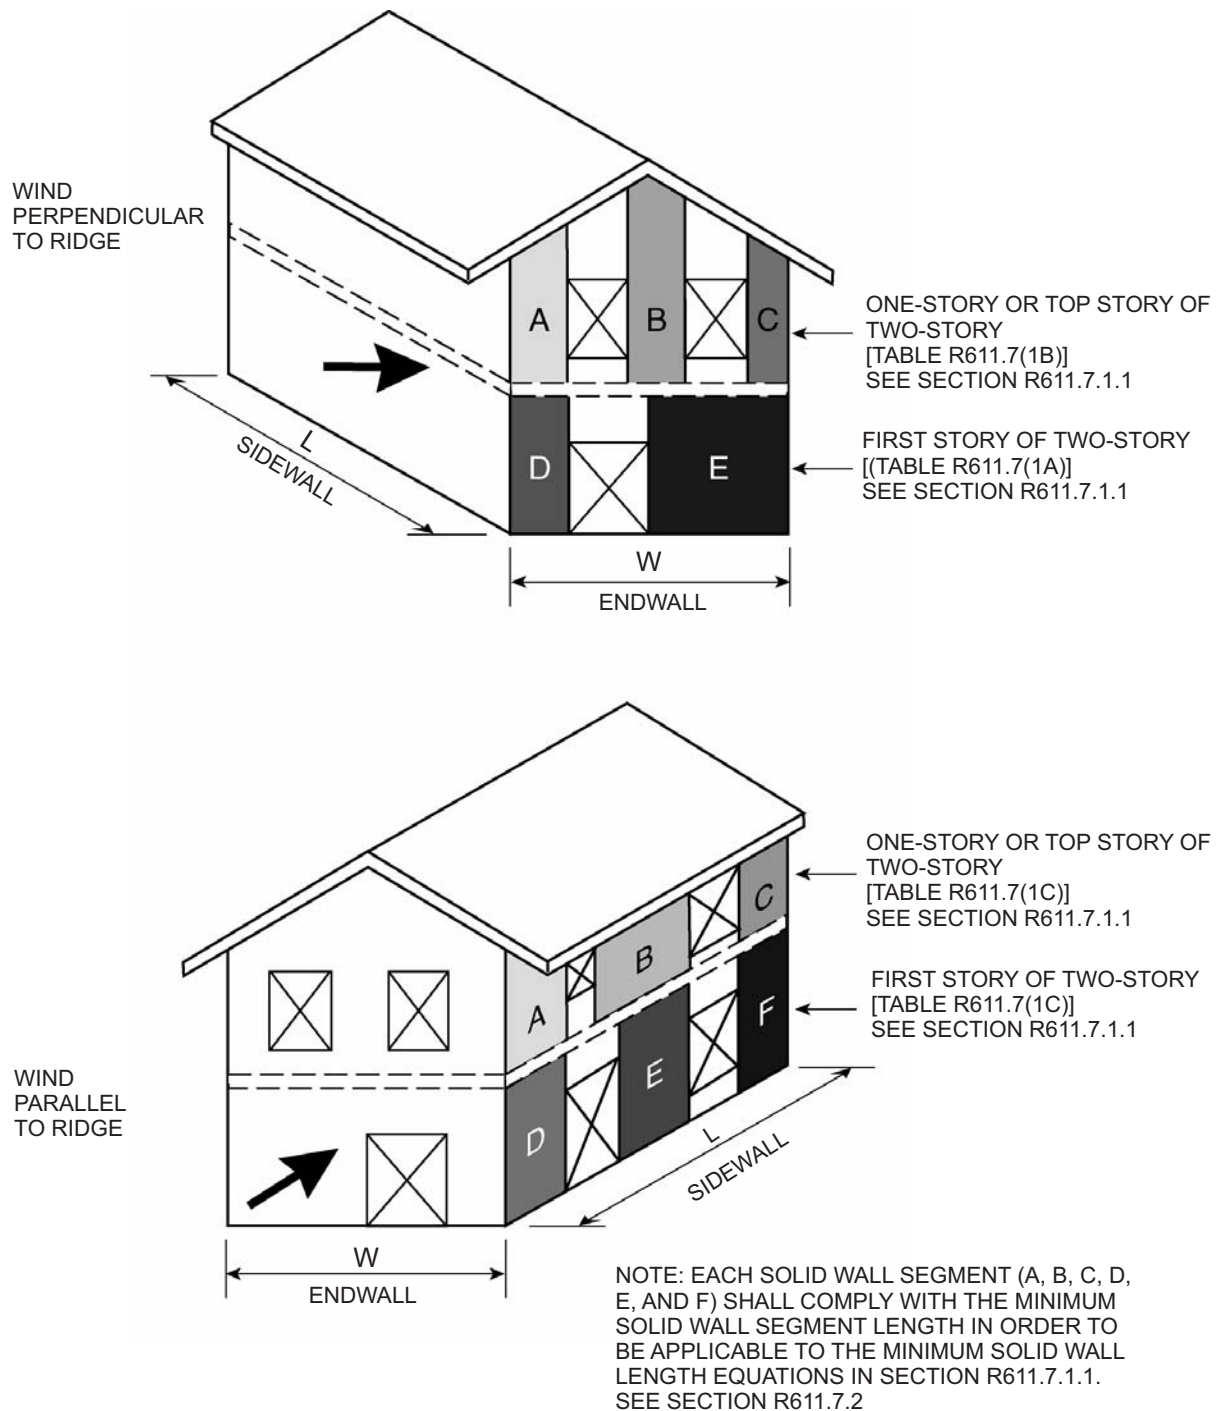 WIND
PERPENDICULAR
TO RIDGE
A
B
C
ONE-STORY OR TOP STORY OF
TWO-STORY
[TABLE R611.7(1B)]
SEE SECTION R611.7.1.1
D
E
FIRST STORY OF TWO-STORY
[(TABLE R611.7(1A)]
SEE SECTION R611.7.1.1
L
SIDEWALL
W
ENDWALL
ONE-STORY OR TOP STORY OF
TWO-STORY
[TABLE R611.7(1C)]
SEE SECTION R611.7.1.1
A
B
C
FIRST STORY OF TWO-STORY
[TABLE R611.7(1C)]
SEE SECTION R611.7.1.1
D
E
F
WIND
PARALLEL
TO RIDGE
L
SIDEWALL
W
ENDWALL
NOTE: EACH SOLID WALL SEGMENT (A, B, C, D,
E, AND F) SHALL COMPLY WITH THE MINIMUM
SOLID WALL SEGMENT LENGTH IN ORDER TO
BE APPLICABLE TO THE MINIMUM SOLID WALL
LENGTH EQUATIONS IN SECTION R611.7.1.1.
SEE SECTION R611.7.2